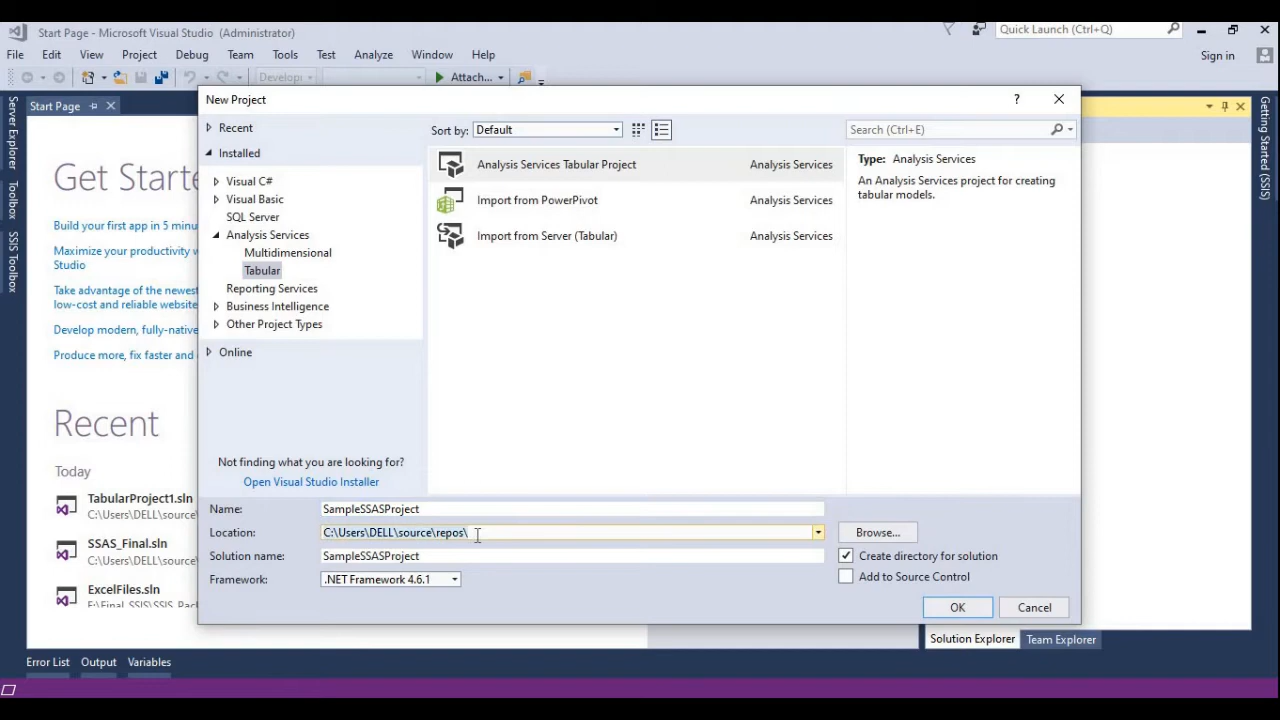 Start Page - Microsoft Visual Studio (Administrator)
Quick Launch (Ctrl+Q)
File Edit View Project Debug Team Tools Test Analyze Window Help
Sign in
Attach...
Server Explorer
Toolbox
SSIS Toolbox
Start Page
Get Starte
Build your first app in 5 minu
Maximize your productivity w
Studio
Take advantage of the newes
low-cost and reliable website
Develop modern, fully-native
Produce more, fix faster and
Recent
Today
TabularProject1.sln
C:\Users\DELL\source\
SSAS_Final.sln
C:\Users\DELL\source\
ExcelFiles.sln
New Project
?
Recent
Installed
Visual C#
Visual Basic
SQL Server
Analysis Services
Multidimensional
Tabular
Reporting Services
Business Intelligence
Other Project Types
Online
Not finding what you are looking for?
Open Visual Studio Installer
Sort by: Default
Search (Ctrl+E)
Analysis Services Tabular Project Analysis Services
Import from PowerPivot Analysis Services
Import from Server (Tabular) Analysis Services
Type: Analysis Services
An Analysis Services project for creating
tabular models.
Name: SampleSSASProject
Location: C:\Users\DELL\source\repos\
Browse...
Solution name: SampleSSASProject
Create directory for solution
Framework: .NET Framework 4.6.1
Add to Source Control
OK Cancel
Getting Started (SSIS)
Solution Explorer Team Explorer
Error List Output Variables